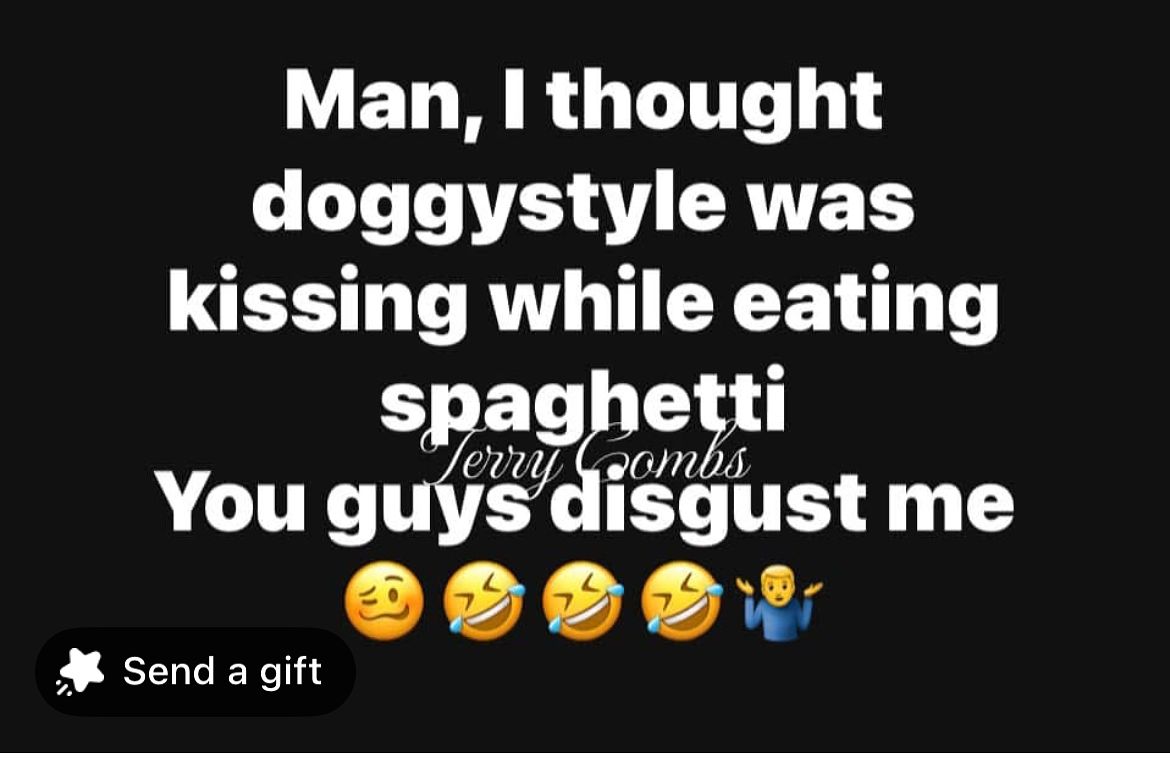 Man, I thought
doggystyle was
kissing while eating
spaghetti
Terry Combs
You guys disgust me
🥴🤣🤣🤣🤷‍♂️
Send a gift